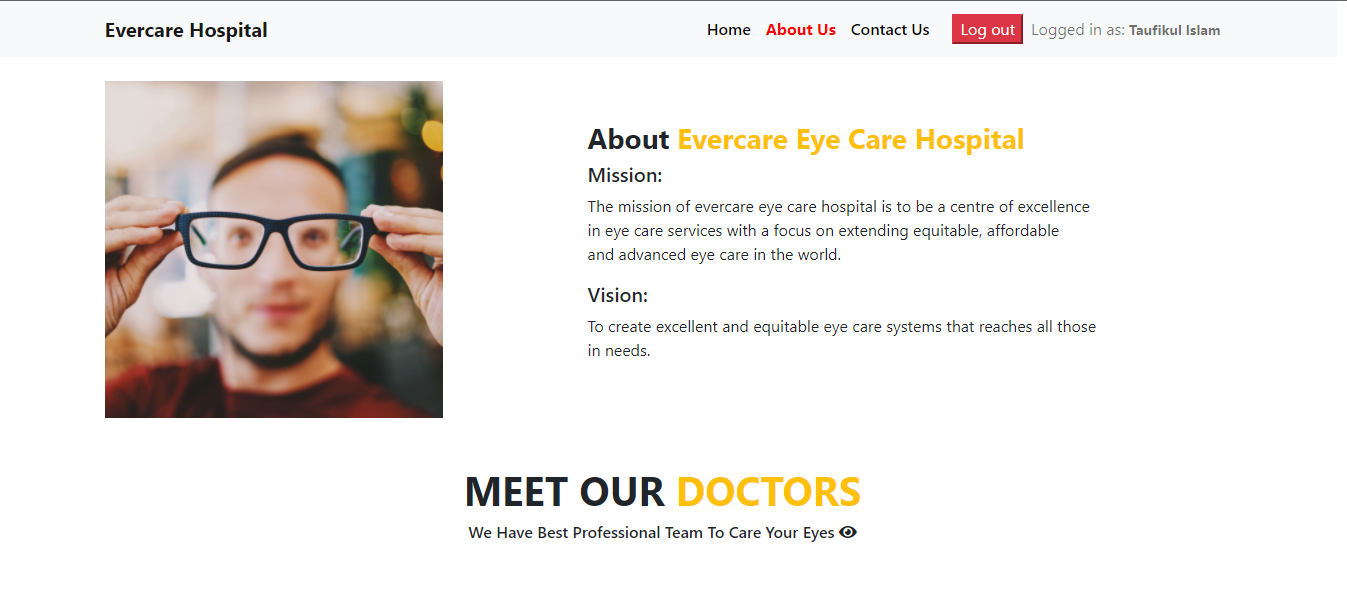 Evercare Hospital
Home About Us Contact Us Log out Logged in as: Taufikul Islam
About Evercare Eye Care Hospital
Mission:
The mission of evercare eye care hospital is to be a centre of excellence
in eye care services with a focus on extending equitable, affordable
and advanced eye care in the world.
Vision:
To create excellent and equitable eye care systems that reaches all those
in needs.
MEET OUR DOCTORS
We Have Best Professional Team To Care Your Eyes